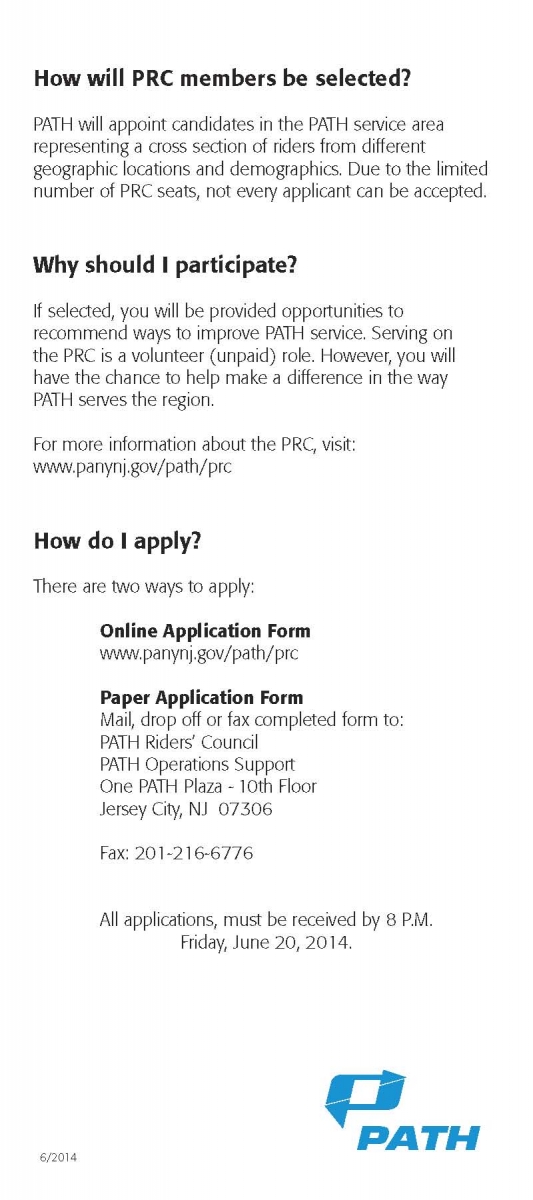 How will PRC members be selected?
PATH will appoint candidates in the PATH service area
representing a cross section of riders from different
geographic locations and demographics. Due to the limited
number of PRC seats, not every applicant can be accepted.
Why should I participate?
If selected, you will be provided opportunities to
recommend ways to improve PATH service. Serving on
the PRC is a volunteer (unpaid) role. However, you will
have the chance to help make a difference in the way
PATH serves the region.
For more information about the PRC, visit:
www.panynj.gov/path/prc
How do I apply?
There are two ways to apply:
Online Application Form
www.panynj.gov/path/prc
Paper Application Form
Mail, drop off or fax completed form to:
PATH Riders' Council
PATH Operations Support
One PATH Plaza - 10th Floor
Jersey City, NJ  07306
Fax: 201-216-6776
All applications, must be received by 8 P.M.
Friday, June 20, 2014.
PATH
6/2014